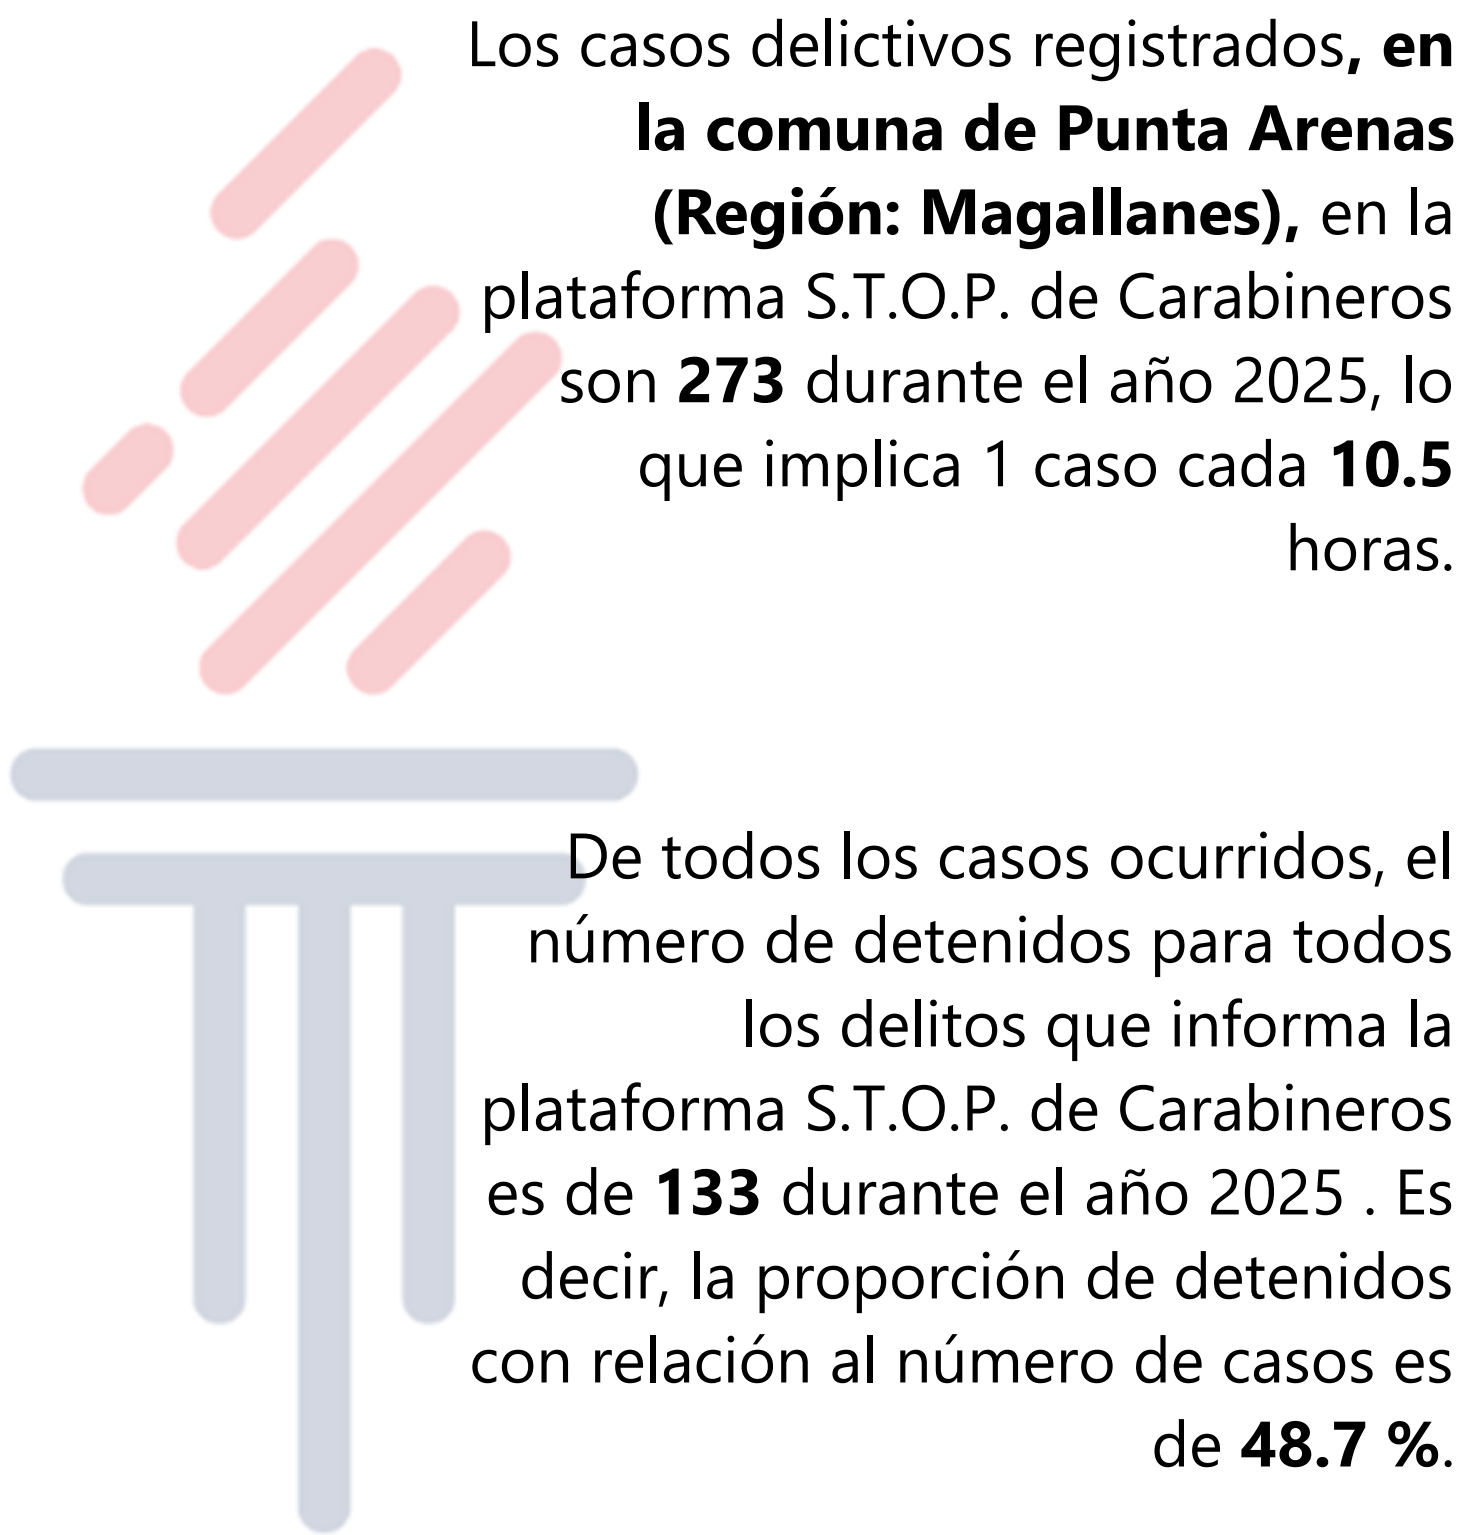 Los casos delictivos registrados, en
la comuna de Punta Arenas
(Región: Magallanes), en la
plataforma S.T.O.P. de Carabineros
son 273 durante el año 2025, lo
que implica 1 caso cada 10.5
horas.
De todos los casos ocurridos, el
número de detenidos para todos
los delitos que informa la
plataforma S.T.O.P. de Carabineros
es de 133 durante el año 2025 . Es
decir, la proporción de detenidos
con relación al número de casos es
de 48.7 %.